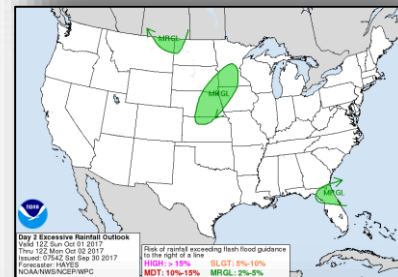 MRGL
MRGL
MRGL
NOAA
Day 2 Excessive Rainfall Outlook
Valid 12Z Sun Oct 01 2017
Thru 12Z Mon Oct 02 2017
Issued: 0754Z Sat Sep 30 2017
Forecaster: HAYES
NOAA/NWS/NCEP/WPC
Risk of rainfall exceeding flash flood guidance
to the right of a line
HIGH: > 15% SLGT: 5%-10%
MDT: 10%-15% MRGL: 2%-5%